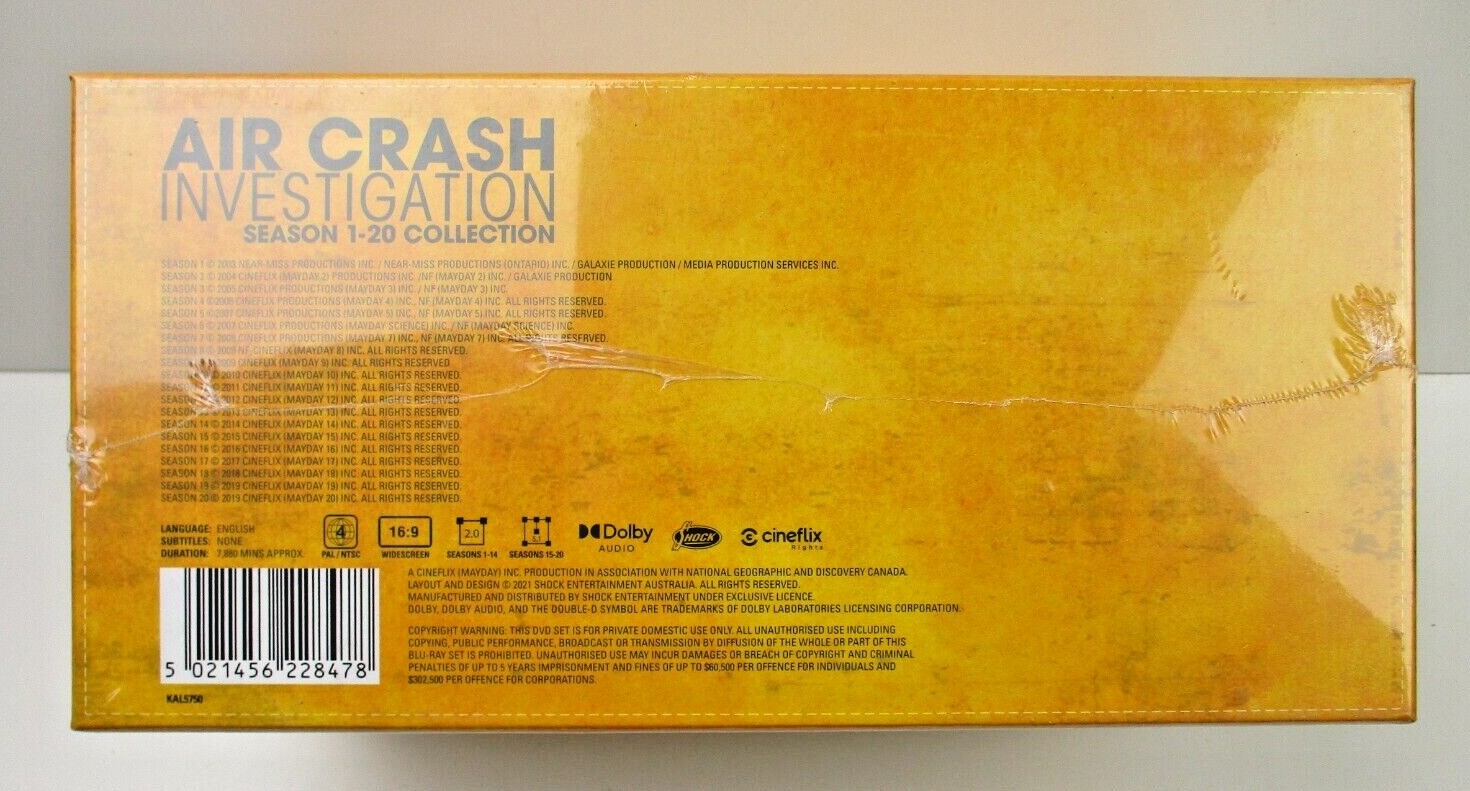 AIR CRASH
INVESTIGATION
SEASON 1-20 COLLECTION
SEASON 1 © 2003 NEAR-MISS PRODUCTIONS INC. / NEAR-MISS PRODUCTIONS (ONTARIO) INC. / GALAXIE PRODUCTION / MEDIA PRODUCTION SERVICES INC.
SEASON 2 © 2004 CINEFLIX (MAYDAY 2) PRODUCTIONS INC. /NF (MAYDAY 2) INC. / GALAXIE PRODUCTION
SEASON 3 © 2005 CINEFLIX PRODUCTIONS (MAYDAY 3) INC. / NF (MAYDAY 3) INC.
SEASON 4 © CINEFLIX PRODUCTIONS (MAYDAY 4) INC., NF (MAYDAY 4) INC. ALL RIGHTS RESERVED.
SEASON 5 ©2007 CINEFLIX PRODUCTIONS (MAYDAY 5) INC., NF (MAYDAY 5) INC. ALL RIGHTS RESERVED.
SEASON 6 © 2007 CINEFLIX PRODUCTIONS (MAYDAY SCIENCE) INC. / NF (MAYDAY SCIENCE) INC.
SEASON 7 © CINEFLIX PRODUCTIONS (MAYDAY 7) INC., NF (MAYDAY 7) INC. ALL RIGHTS RESERVED.
SEASON 8 © 2009 NF CINEFLIX (MAYDAY 8) INC. ALL RIGHTS RESERVED.
SEASON 2009 CINEFLIX (MAYDAY 9) INC. ALL RIGHTS RESERVED
SEASON © 2010 CINEFLIX (MAYDAY 10) INC. ALL RIGHTS RESERVED.
SEASON © 2011 CINEFLIX (MAYDAY 11) INC. ALL RIGHTS RESERVED.
SEASON 2012 CINEFLIX (MAYDAY 12) INC. ALL RIGHTS RESERVED
SEASON 13 © 2013 CINEFLIX (MAYDAY 13) INC. ALL RIGHTS RESERVED.
SEASON 14 © 2014 CINEFLIX (MAYDAY 14) INC. ALL RIGHTS RESERVED.
SEASON 15 © 2015 CINEFLIX (MAYDAY 15) INC. ALL RIGHTS RESERVED.
SEASON 16 © 2016 CINEFLIX (MAYDAY 16) INC. ALL RIGHTS RESERVED.
SEASON 17 © 2017 CINEFLIX (MAYDAY 17) INC. ALL RIGHTS RESERVED.
SEASON 18 © 2018 CINEFLIX (MAYDAY 18) INC. ALL RIGHTS RESERVED.
SEASON 19 © 2019 CINEFLIX (MAYDAY 19) INC. ALL RIGHTS RESERVED.
SEASON 20 © 2019 CINEFLIX (MAYDAY 20) INC. ALL RIGHTS RESERVED.
LANGUAGE: ENGLISH
SUBTITLES: NONE
DURATION: 7,880 MINS APPROX.
4
PAL / NTSC
16:9
WIDESCREEN
2.0
SEASONS 1-14
5.1
SEASONS 15-20
Dolby
AUDIO
SHOCK
cineflix
Rights
A CINEFLIX (MAYDAY) INC. PRODUCTION IN ASSOCIATION WITH NATIONAL GEOGRAPHIC AND DISCOVERY CANADA.
LAYOUT AND DESIGN © 2021 SHOCK ENTERTAINMENT AUSTRALIA. ALL RIGHTS RESERVED.
MANUFACTURED AND DISTRIBUTED BY SHOCK ENTERTAINMENT UNDER EXCLUSIVE LICENCE.
DOLBY, DOLBY AUDIO, AND THE DOUBLE-D SYMBOL ARE TRADEMARKS OF DOLBY LABORATORIES LICENSING CORPORATION.
COPYRIGHT WARNING: THIS DVD SET IS FOR PRIVATE DOMESTIC USE ONLY. ALL UNAUTHORISED USE INCLUDING
COPYING, PUBLIC PERFORMANCE, BROADCAST OR TRANSMISSION BY DIFFUSION OF THE WHOLE OR PART OF THIS
BLU-RAY SET IS PROHIBITED. UNAUTHORISED USE MAY INCUR DAMAGES OR BREACH OF COPYRIGHT AND CRIMINAL
PENALTIES OF UP TO 5 YEARS IMPRISONMENT AND FINES OF UP TO $60,500 PER OFFENCE FOR INDIVIDUALS AND
$302,500 PER OFFENCE FOR CORPORATIONS.
5 021456 228478
KAL5750